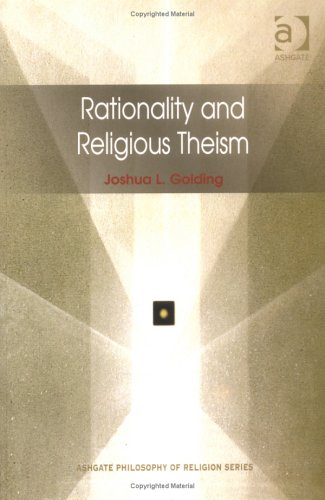 Copyrighted Material
a
ASHGATE
Rationality and
Religious Theism
Joshua L. Golding
ASHGATE PHILOSOPHY OF RELIGION SERIES
Copyrighted Material